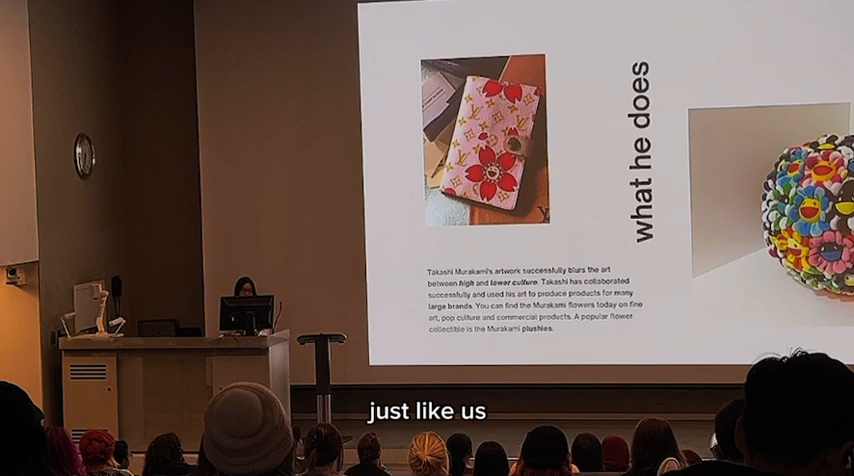 what he does
Takashi Murakami's artwork successfully blurs the art
between high and lower culture. Takashi has collaborated
successfully and used his art to produce products for many
large brands. You can find the Murakami flowers today on fine
art, pop culture and commercial products. A popular flower
collectible is the Murakami plushies.
just like us